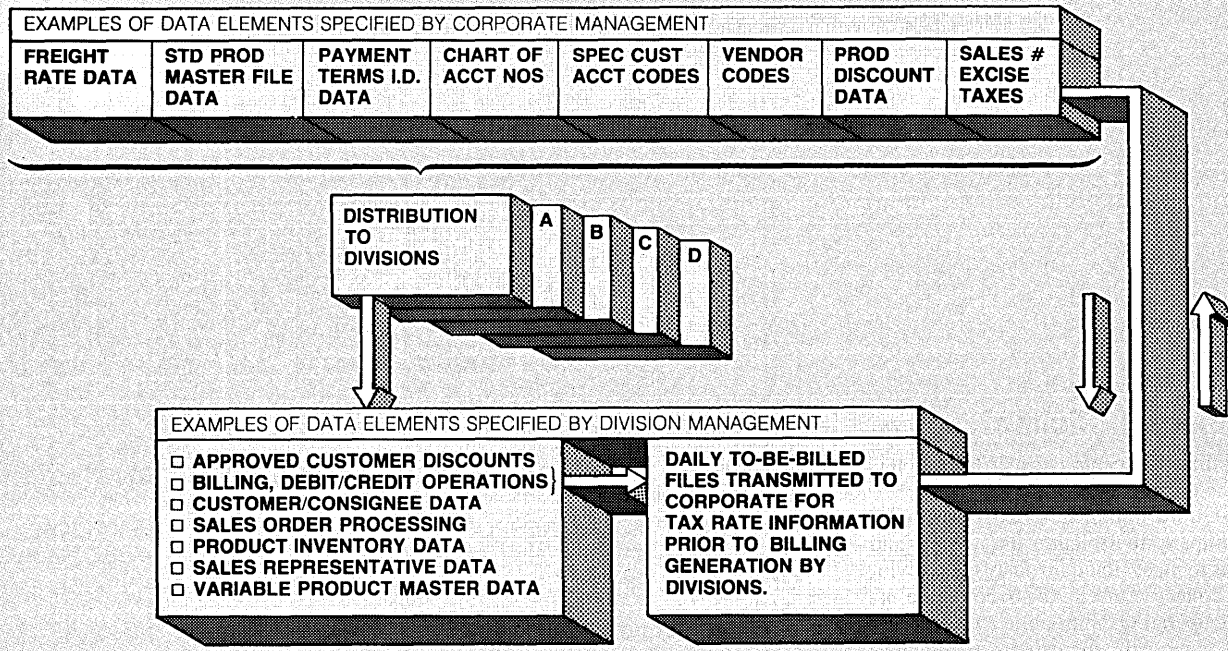 EXAMPLES OF DATA ELEMENTS SPECIFIED BY CORPORATE MANAGEMENT
FREIGHT
RATE DATA
STD PROD
MASTER FILE
DATA
PAYMENT
TERMS I.D.
DATA
CHART OF
ACCT NOS
SPEC CUST
ACCT CODES
VENDOR
CODES
PROD
DISCOUNT
DATA
SALES #
EXCISE
TAXES
DISTRIBUTION
TO
DIVISIONS
A
B
C
D
EXAMPLES OF DATA ELEMENTS SPECIFIED BY DIVISION MANAGEMENT
□ APPROVED CUSTOMER DISCOUNTS
□ BILLING, DEBIT/CREDIT OPERATIONS}
□ CUSTOMER/CONSIGNEE DATA
□ SALES ORDER PROCESSING
□ PRODUCT INVENTORY DATA
□ SALES REPRESENTATIVE DATA
□ VARIABLE PRODUCT MASTER DATA
DAILY TO-BE-BILLED
FILES TRANSMITTED TO
CORPORATE FOR
TAX RATE INFORMATION
PRIOR TO BILLING
GENERATION BY
DIVISIONS.